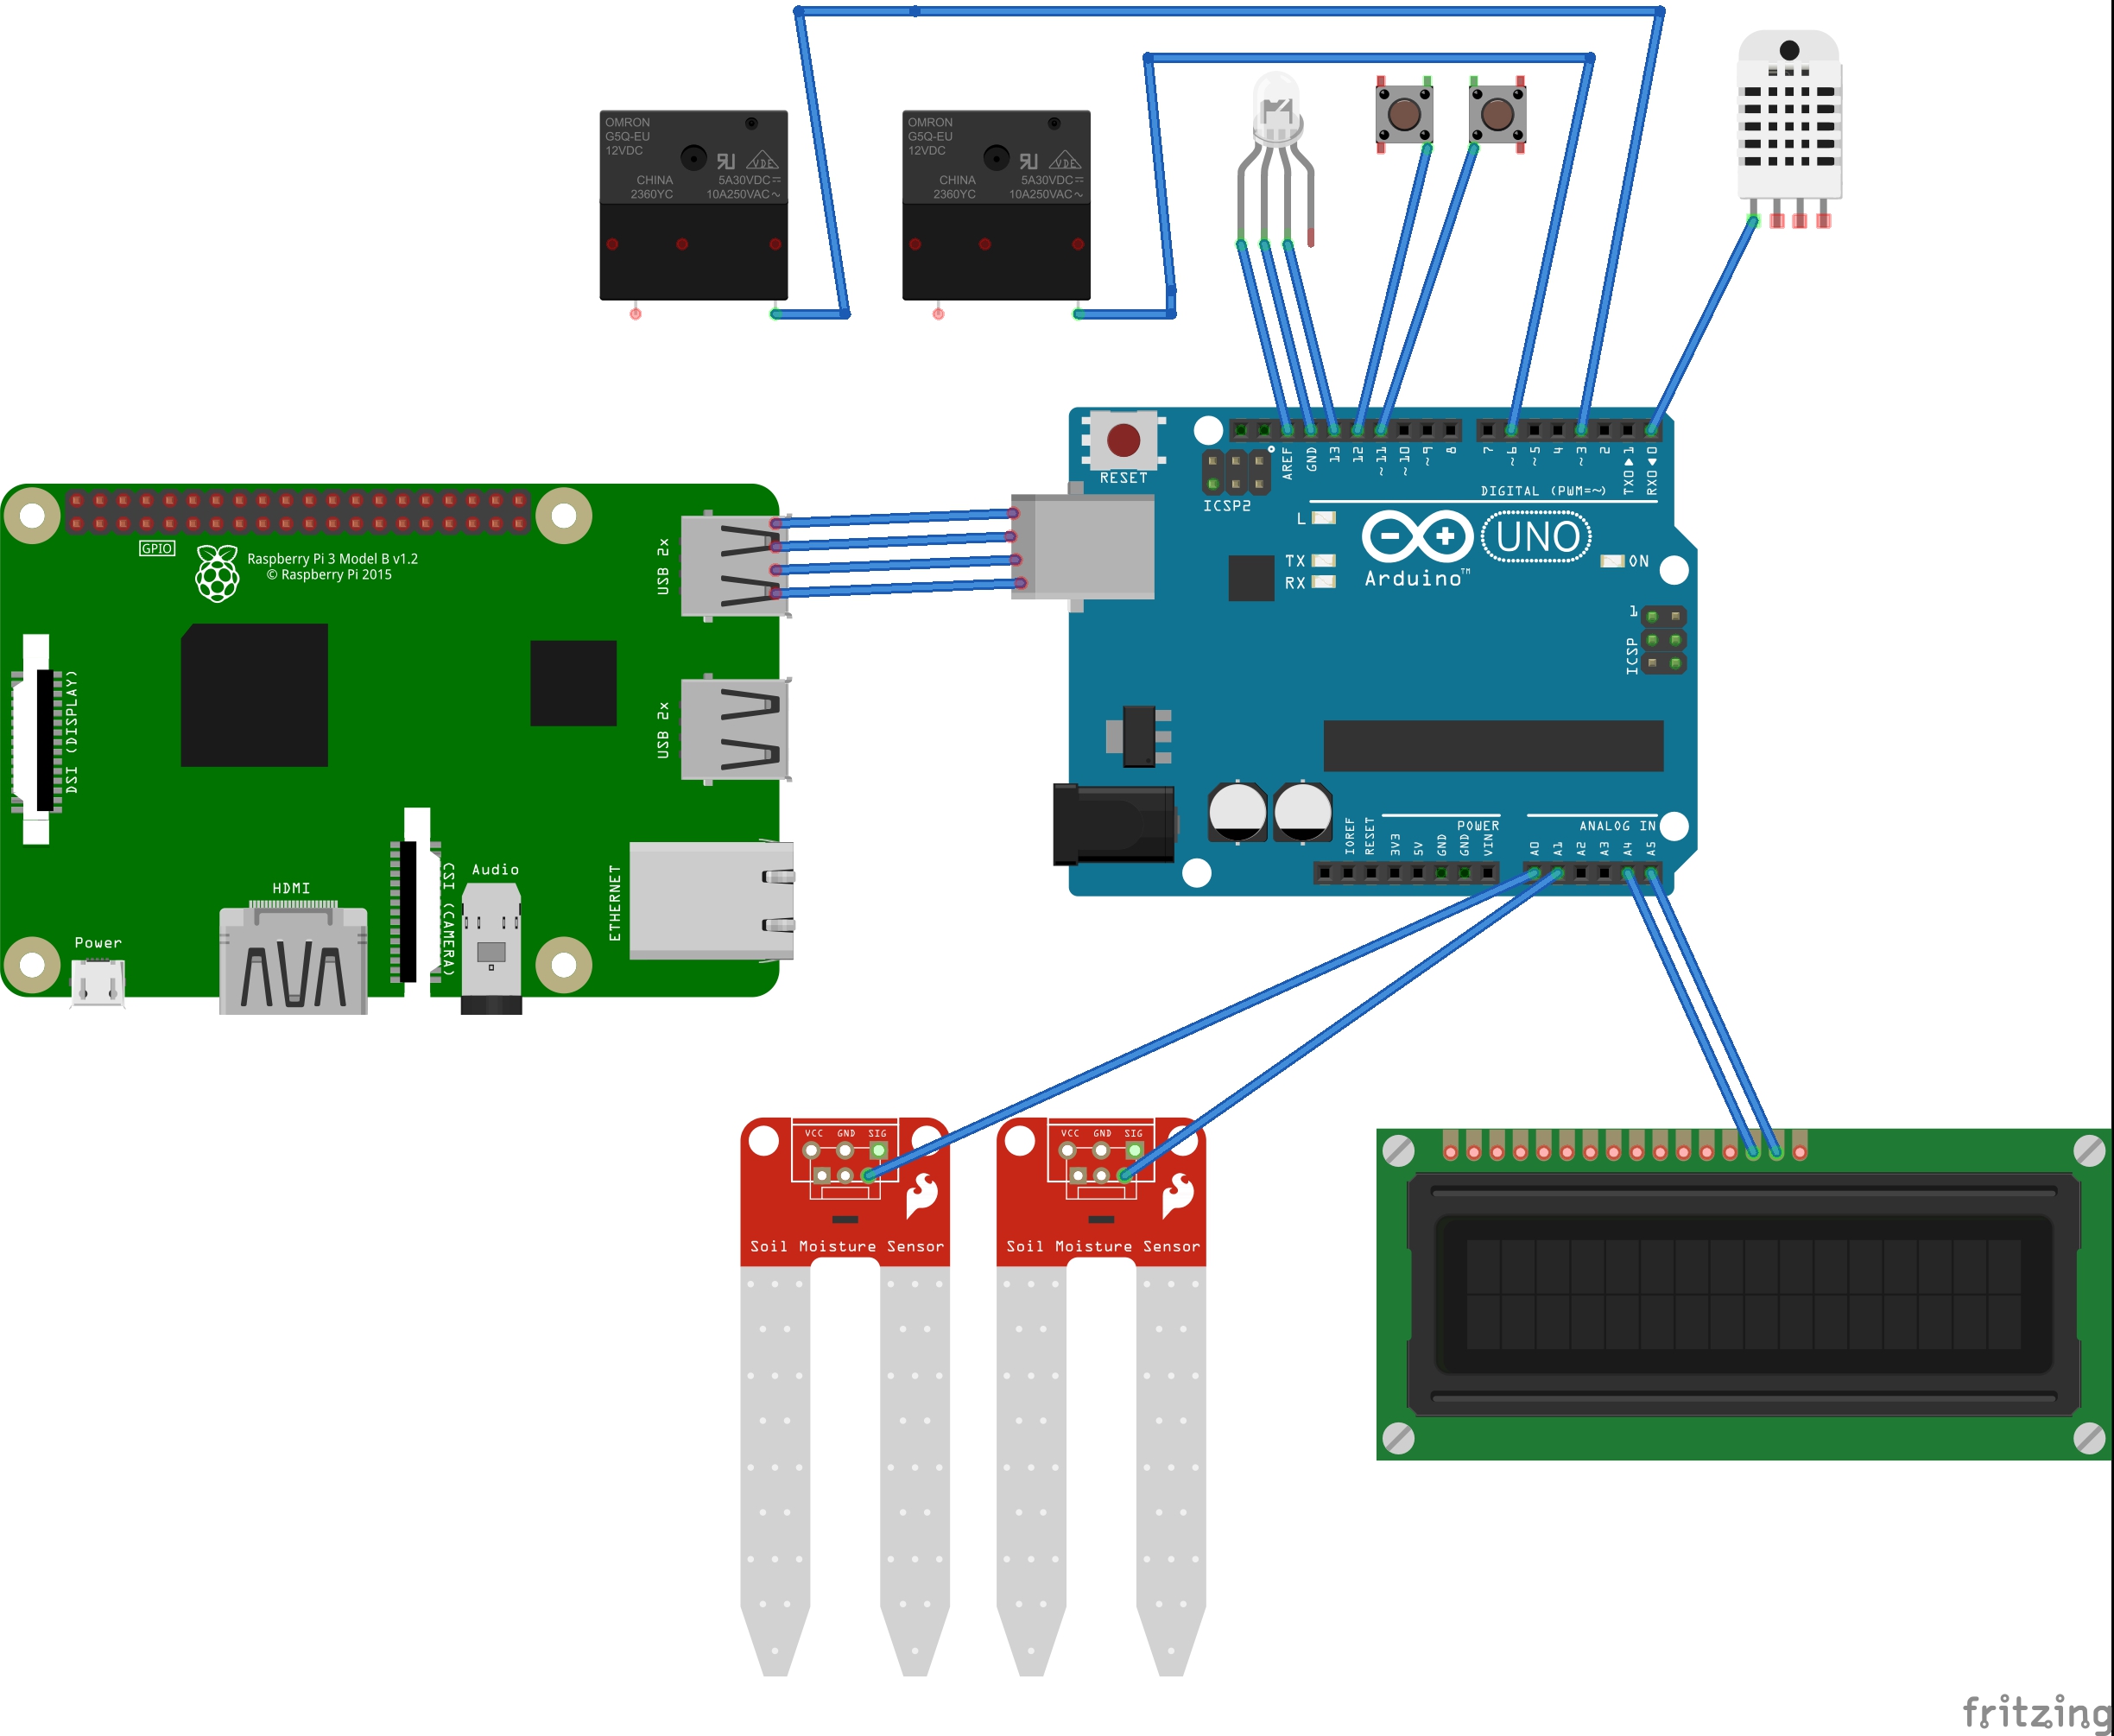 OMRON
G5Q-EU
12VDC
VDE
CHINA
2360YC
5A30VDC
10A250VAC~
OMRON
G5Q-EU
12VDC
VDE
CHINA
2360YC
5A30VDC
10A250VAC~
RESET
ICSP2
AREF
GND
13
12
~11
~10
~9
8
7
~6
~5
4
~3
2
TX0▶1
RX0◀0
DIGITAL (PWM=~)
L
TX
RX
UNO
Arduino™
ON
1
ICSP
GPIO
Raspberry Pi 3 Model B v1.2
© Raspberry Pi 2015
USB 2x
USB 2x
DSI (DISPLAY)
CSI (CAMERA)
Audio
HDMI
ETHERNET
Power
IOREF
RESET
3V3
5V
GND
GND
VIN
POWER
ANALOG IN
A0
A1
A2
A3
A4
A5
VCC GND SIG
Soil Moisture Sensor
VCC GND SIG
Soil Moisture Sensor
fritzing